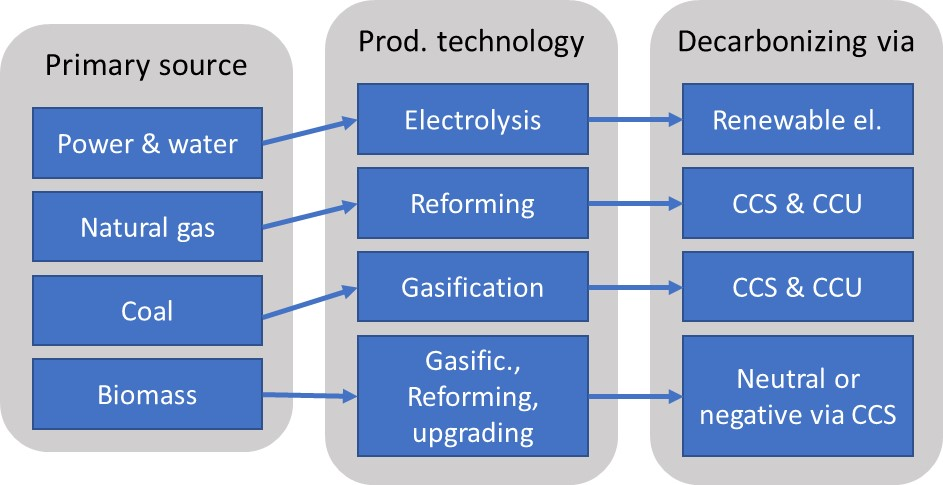 Primary source
Power & water
Natural gas
Coal
Biomass
Prod. technology
Electrolysis
Reforming
Gasification
Gasific.,
Reforming,
upgrading
Decarbonizing via
Renewable el.
CCS & CCU
CCS & CCU
Neutral or
negative via CCS